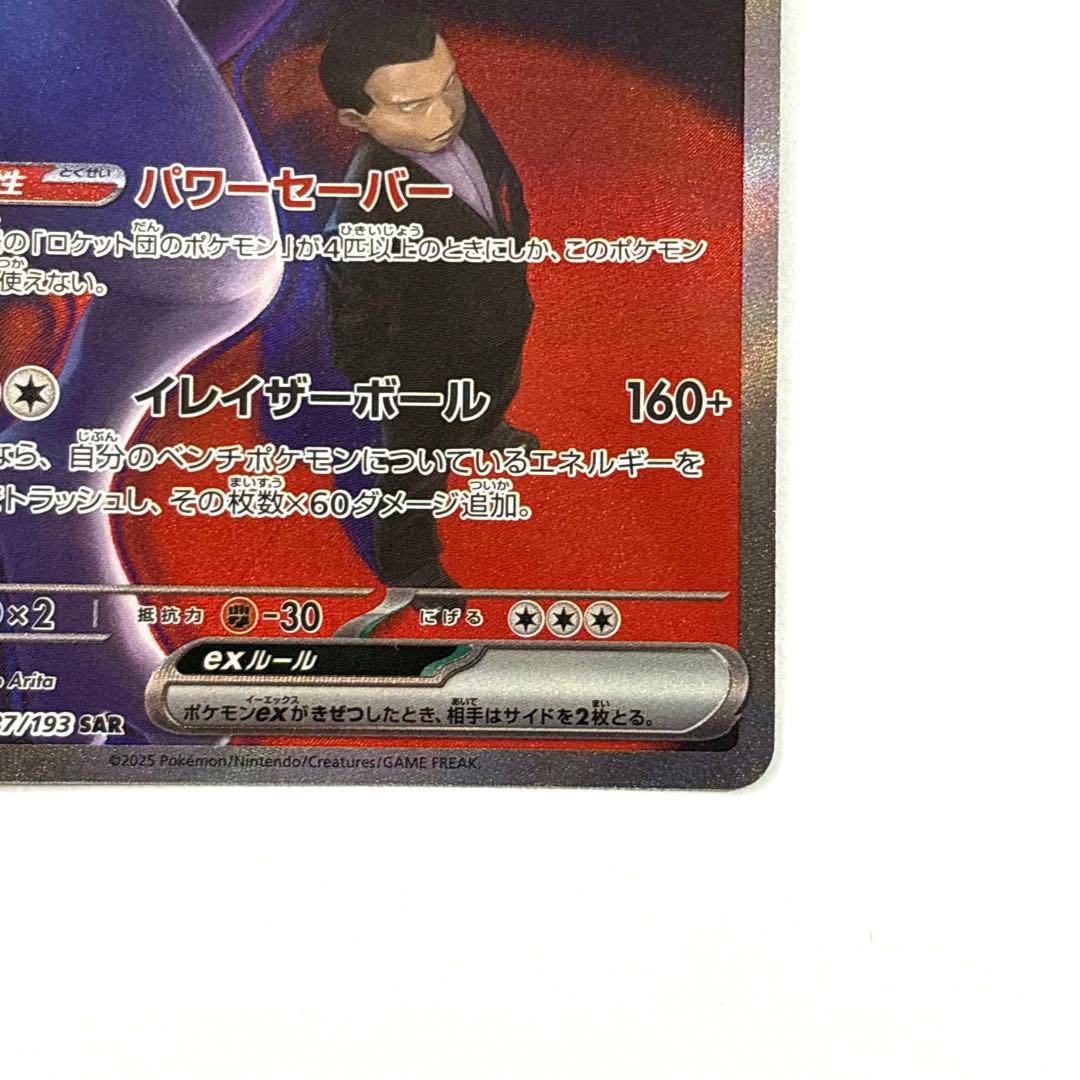 性 とくせい パワーセーバー
の「ロケット団のポケモン」が4匹以上のときにしか、このポケモン
使えない。
イレイザーボール 160+
なら、自分のベンチポケモンについているエネルギーを
トラッシュし、その枚数×60ダメージ追加。
×2 抵抗力 -30 にげる
exルール
ポケモンexがきぜつしたとき、相手はサイドを2枚とる。
Arita
7/193 SAR
©2025 Pokémon/Nintendo/Creatures/GAME FREAK.